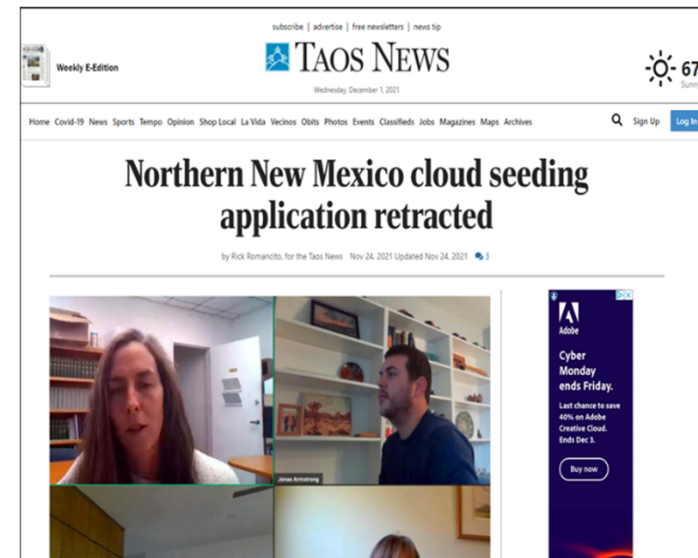 subscribe | advertise | free newsletters | news tip
Weekly E-Edition
TAOS NEWS
67
Sunny
Wednesday, December 1, 2021
Home Covid-19 News Sports Tempo Opinion Shop Local La Vida Vecinos Obits Photos Events Classifieds Jobs Magazines Maps Archives
Sign Up
Log In
Northern New Mexico cloud seeding
application retracted
by Rick Romancito, for the Taos News Nov 24, 2021 Updated Nov 24, 2021 3
Jonas Armstrong
Adobe
Cyber
Monday
ends Friday.
Last chance to save
40% on Adobe
Creative Cloud.
Ends Dec 3.
Buy now